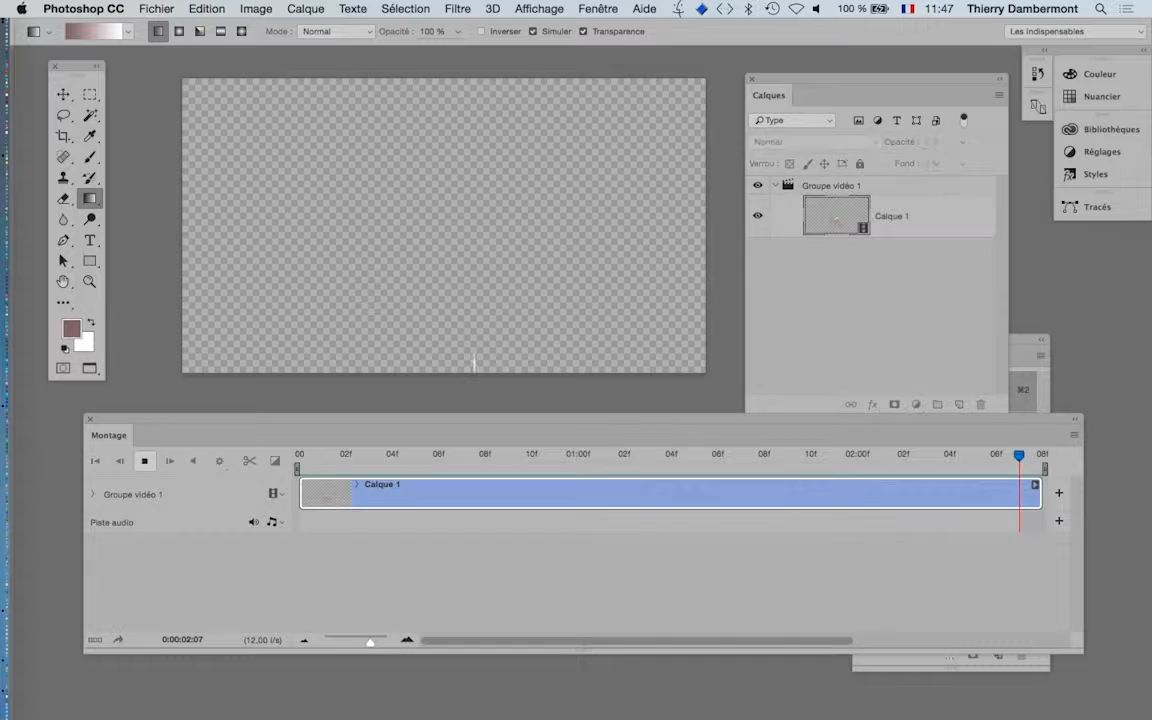 Photoshop CC Fichier Edition Image Calque Texte Sélection Filtre 3D Affichage Fenêtre Aide 100 % 11:47 Thierry Dambermont
Mode : Normal Opacité : 100 % Inverser Simuler Transparence Les indispensables
Calques
Type
Normal Opacité :
Verrou : Fond :
Groupe vidéo 1
Calque 1
Couleur
Nuancier
Bibliothèques
Réglages
Styles
Tracés
⌘2
Montage
00 02f 04f 06f 08f 10f 01:00f 02f 04f 06f 08f 10f 02:00f 02f 04f 06f 08f
Groupe vidéo 1 Calque 1
Piste audio
0:00:02:07 (12,00 i/s)